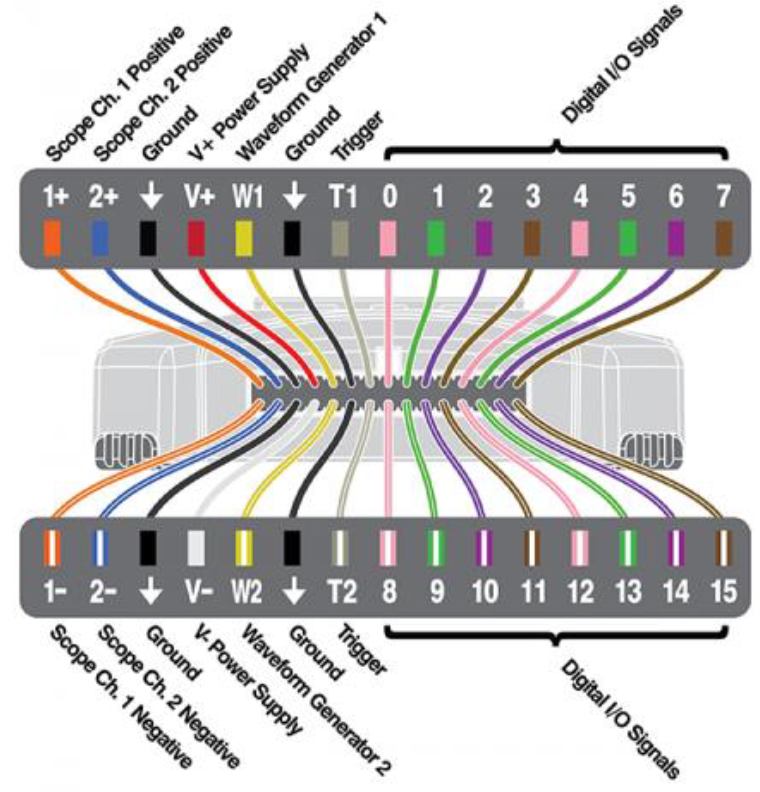 Scope Ch. 1 Positive
Scope Ch. 2 Positive
Ground
V+ Power Supply
Waveform Generator 1
Ground
Trigger
Digital I/O Signals
1+ 2+ ↓ V+ W1 ↓ T1 0 1 2 3 4 5 6 7
1- 2- ↓ V- W2 ↓ T2 8 9 10 11 12 13 14 15
Scope Ch. 1 Negative
Scope Ch. 2 Negative
Ground
V- Power Supply
Waveform Generator 2
Ground
Trigger
Digital I/O Signals